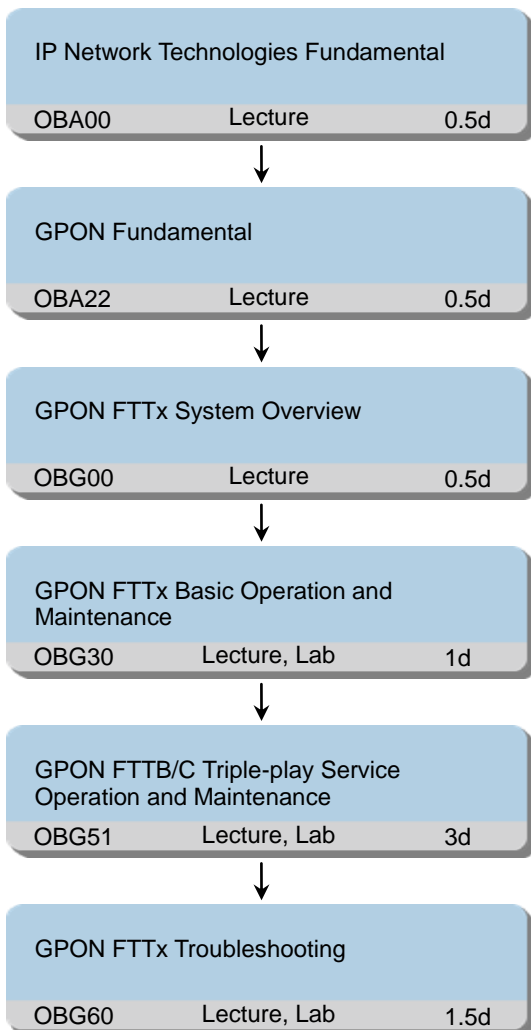 IP Network Technologies Fundamental
OBA00 Lecture 0.5d
GPON Fundamental
OBA22 Lecture 0.5d
GPON FTTx System Overview
OBG00 Lecture 0.5d
GPON FTTx Basic Operation and
Maintenance
OBG30 Lecture, Lab 1d
GPON FTTB/C Triple-play Service
Operation and Maintenance
OBG51 Lecture, Lab 3d
GPON FTTx Troubleshooting
OBG60 Lecture, Lab 1.5d